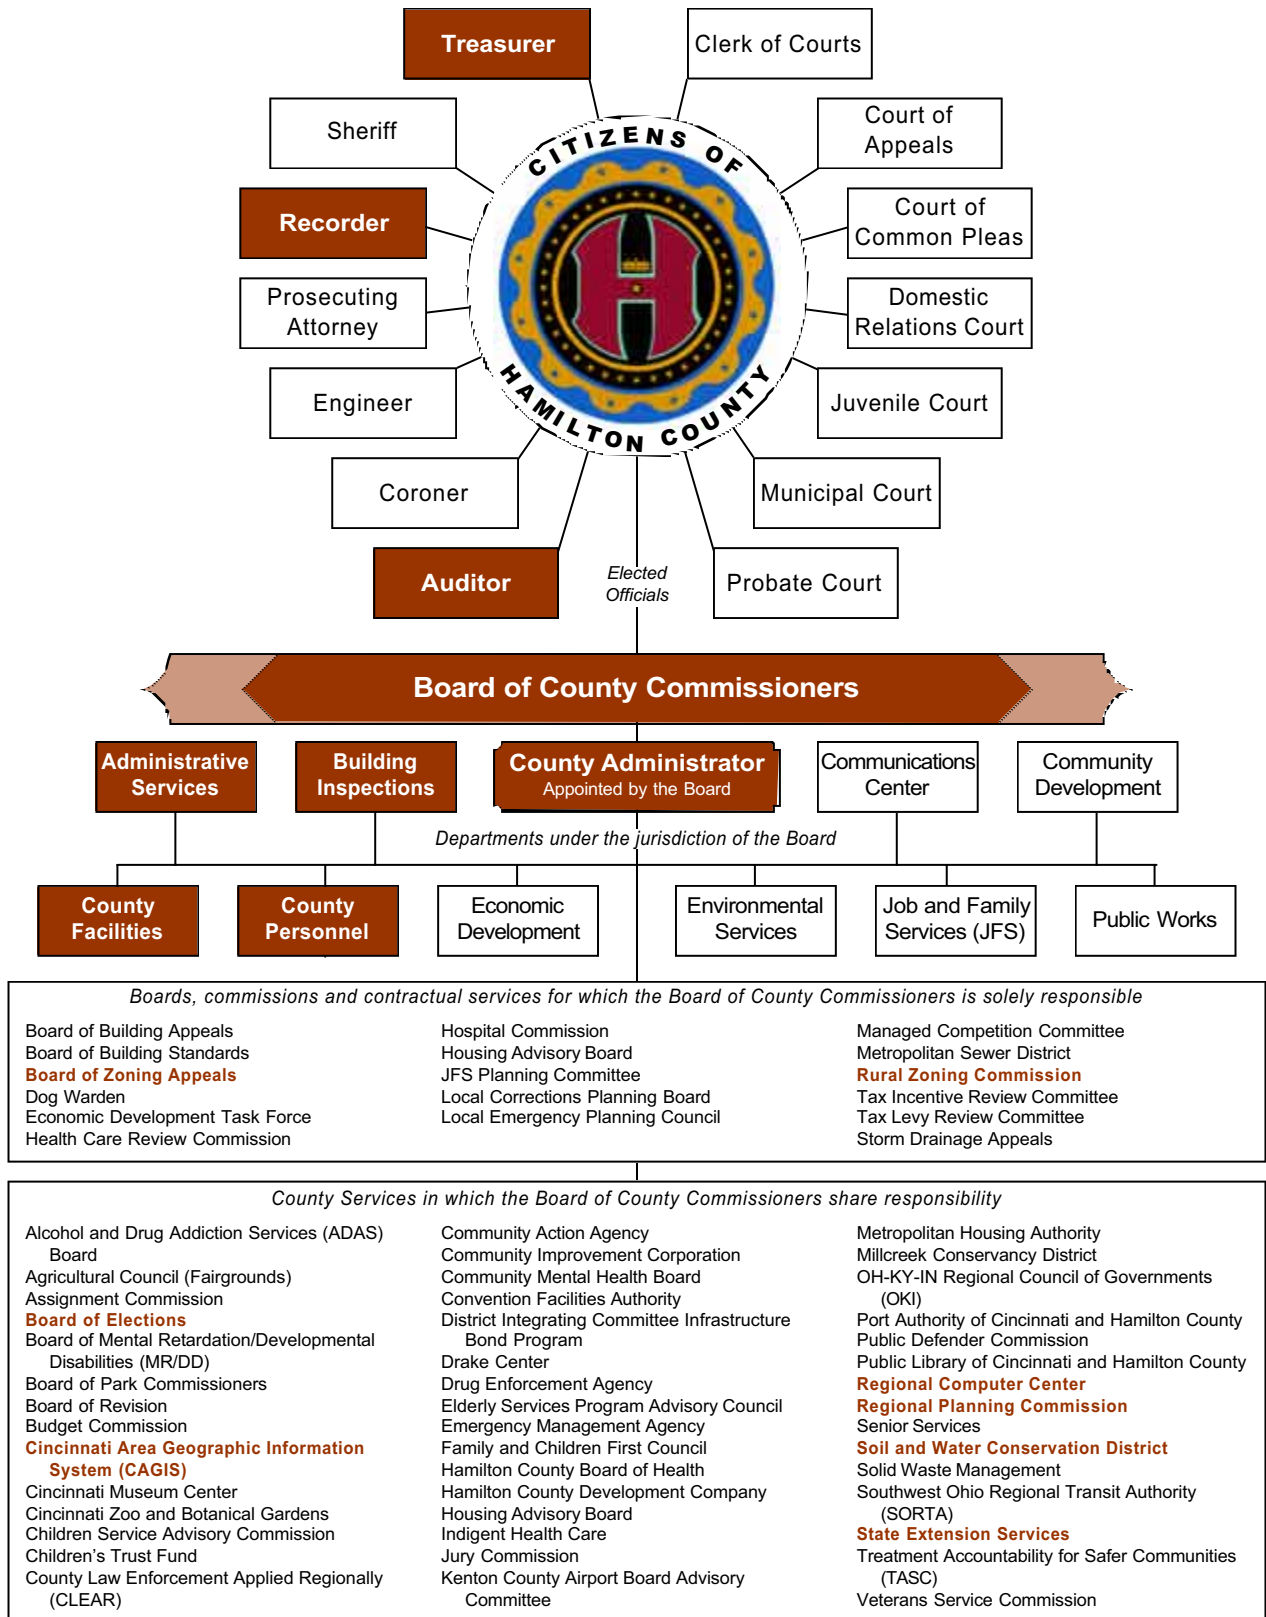 Treasurer
Clerk of Courts
Sheriff
Court of
Appeals
Recorder
Court of
Common Pleas
Prosecuting
Attorney
Domestic
Relations Court
Engineer
Juvenile Court
Coroner
Municipal Court
Auditor
Probate Court
CITIZENS OF
HAMILTON COUNTY
H
Elected
Officials
Board of County Commissioners
Administrative
Services
Building
Inspections
County Administrator
Appointed by the Board
Communications
Center
Community
Development
Departments under the jurisdiction of the Board
County
Facilities
County
Personnel
Economic
Development
Environmental
Services
Job and Family
Services (JFS)
Public Works
Boards, commissions and contractual services for which the Board of County Commissioners is solely responsible
Board of Building Appeals
Board of Building Standards
Board of Zoning Appeals
Dog Warden
Economic Development Task Force
Health Care Review Commission
Hospital Commission
Housing Advisory Board
JFS Planning Committee
Local Corrections Planning Board
Local Emergency Planning Council
Managed Competition Committee
Metropolitan Sewer District
Rural Zoning Commission
Tax Incentive Review Committee
Tax Levy Review Committee
Storm Drainage Appeals
County Services in which the Board of County Commissioners share responsibility
Alcohol and Drug Addiction Services (ADAS)
Board
Agricultural Council (Fairgrounds)
Assignment Commission
Board of Elections
Board of Mental Retardation/Developmental
Disabilities (MR/DD)
Board of Park Commissioners
Board of Revision
Budget Commission
Cincinnati Area Geographic Information
System (CAGIS)
Cincinnati Museum Center
Cincinnati Zoo and Botanical Gardens
Children Service Advisory Commission
Children's Trust Fund
County Law Enforcement Applied Regionally
(CLEAR)
Community Action Agency
Community Improvement Corporation
Community Mental Health Board
Convention Facilities Authority
District Integrating Committee Infrastructure
Bond Program
Drake Center
Drug Enforcement Agency
Elderly Services Program Advisory Council
Emergency Management Agency
Family and Children First Council
Hamilton County Board of Health
Hamilton County Development Company
Housing Advisory Board
Indigent Health Care
Jury Commission
Kenton County Airport Board Advisory
Committee
Metropolitan Housing Authority
Millcreek Conservancy District
OH-KY-IN Regional Council of Governments
(OKI)
Port Authority of Cincinnati and Hamilton County
Public Defender Commission
Public Library of Cincinnati and Hamilton County
Regional Computer Center
Regional Planning Commission
Senior Services
Soil and Water Conservation District
Solid Waste Management
Southwest Ohio Regional Transit Authority
(SORTA)
State Extension Services
Treatment Accountability for Safer Communities
(TASC)
Veterans Service Commission